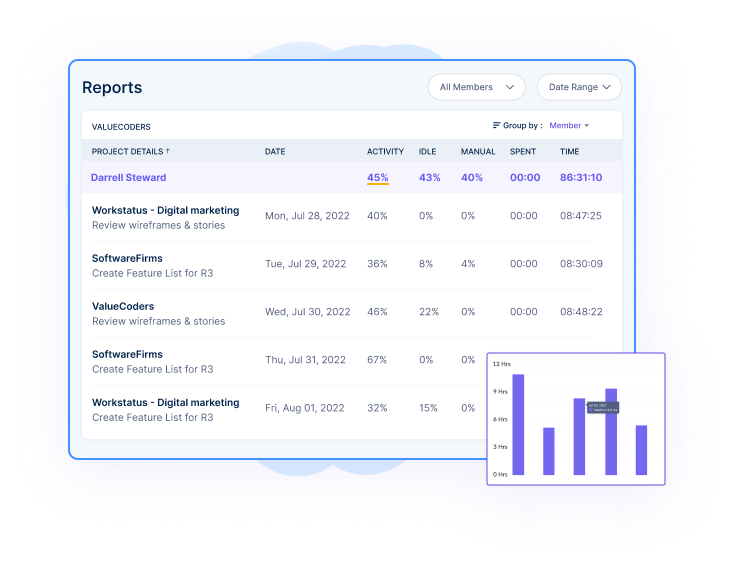 Reports
All Members
Date Range
VALUECODERS
Group by : Member
PROJECT DETAILS ↑ DATE ACTIVITY IDLE MANUAL SPENT TIME
Darrell Steward 45% 43% 40% 00:00 86:31:10
Workstatus - Digital marketing
Review wireframes & stories
Mon, Jul 28, 2022 40% 0% 0% 00:00 08:47:25
SoftwareFirms
Create Feature List for R3
Tue, Jul 29, 2022 36% 8% 4% 00:00 08:30:09
ValueCoders
Review wireframes & stories
Wed, Jul 30, 2022 46% 22% 0% 00:00 08:48:22
SoftwareFirms
Create Feature List for R3
Thu, Jul 31, 2022 67% 0% 0%
Workstatus - Digital marketing
Create Feature List for R3
Fri, Aug 01, 2022 32% 15% 0%
12 Hrs
9 Hrs
6 Hrs
3 Hrs
0 Hrs